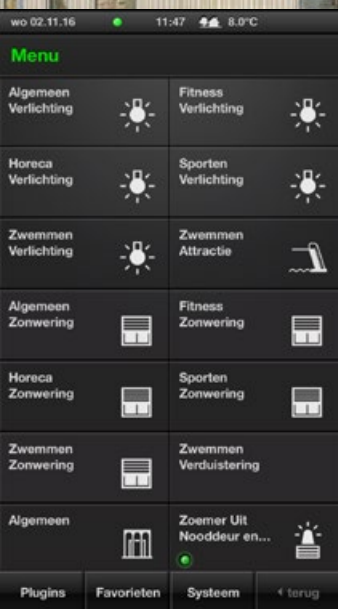 wo 02.11.16 11:47 8.0°C
Menu
Algemeen
Verlichting
Fitness
Verlichting
Horeca
Verlichting
Sporten
Verlichting
Zwemmen
Verlichting
Zwemmen
Attractie
Algemeen
Zonwering
Fitness
Zonwering
Horeca
Zonwering
Sporten
Zonwering
Zwemmen
Zonwering
Zwemmen
Verduistering
Algemeen
Zoemer Uit
Nooddeur en...
Plugins Favorieten Systeem terug